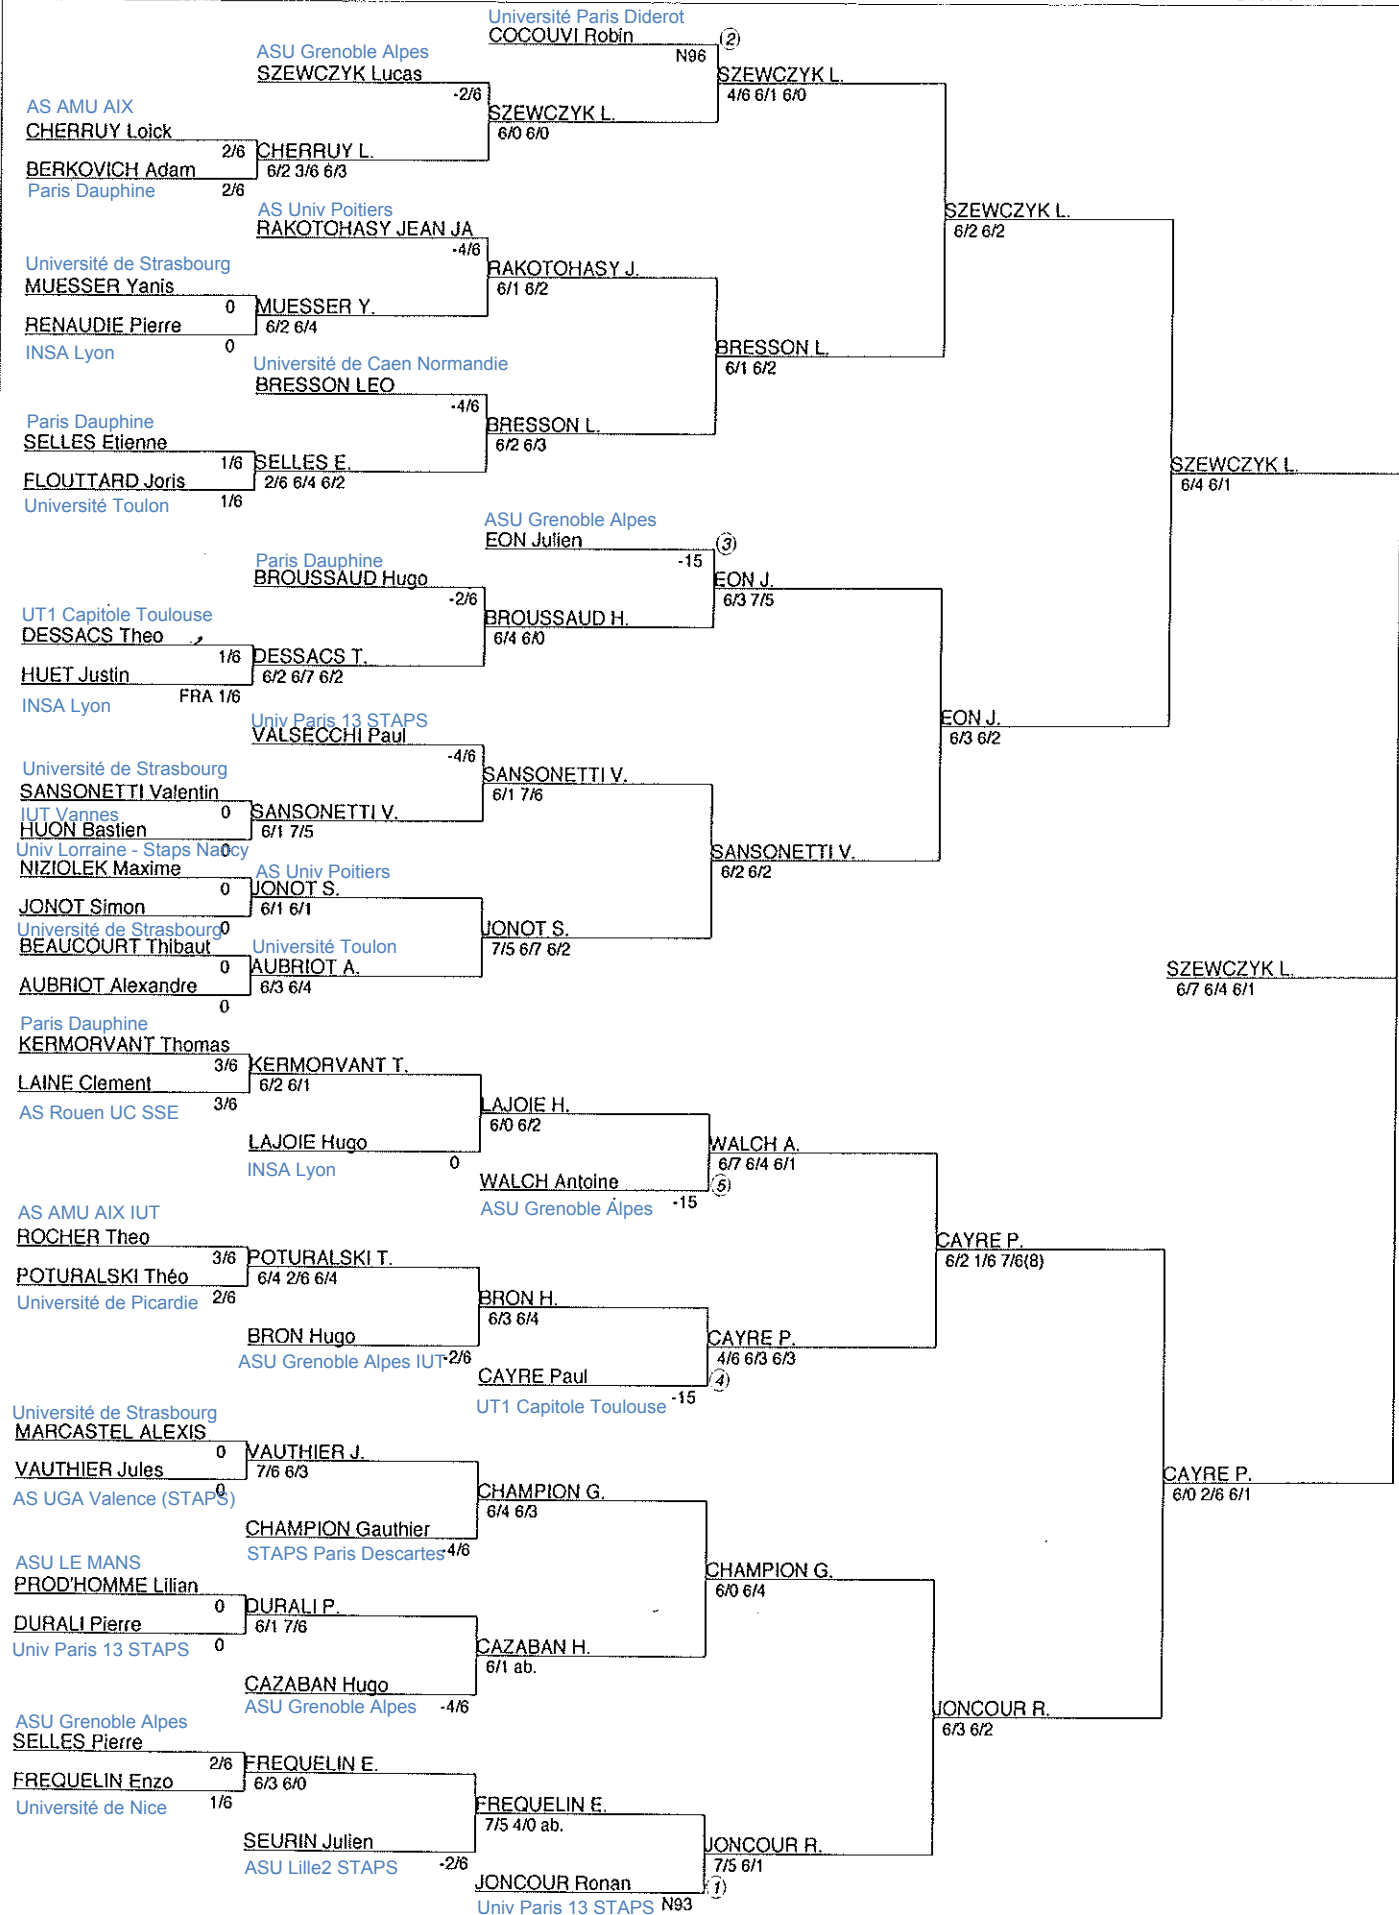 Université Paris Diderot
COCOUVI Robin
2
N96
ASU Grenoble Alpes
SZEWCZYK Lucas
-2/6
SZEWCZYK L.
4/6 6/1 6/0
AS AMU AIX
CHERRUY Loick
2/6
SZEWCZYK L.
6/0 6/0
BERKOVICH Adam
Paris Dauphine
2/6
CHERRUY L.
6/2 3/6 6/3
AS Univ Poitiers
RAKOTOHASY JEAN JA
-4/6
SZEWCZYK L.
6/2 6/2
Université de Strasbourg
MUESSER Yanis
0
RAKOTOHASY J.
6/1 6/2
RENAUDIE Pierre
INSA Lyon
0
MUESSER Y.
6/2 6/4
BRESSON L.
6/1 6/2
Université de Caen Normandie
BRESSON LEO
-4/6
Paris Dauphine
SELLES Etienne
1/6
BRESSON L.
6/2 6/3
FLOUTTARD Joris
Université Toulon
1/6
SELLES E.
2/6 6/4 6/2
SZEWCZYK L.
6/4 6/1
ASU Grenoble Alpes
EON Julien
3
-15
Paris Dauphine
BROUSSAUD Hugo
-2/6
EON J.
6/3 7/5
UT1 Capitole Toulouse
DESSACS Theo
1/6
BROUSSAUD H.
6/4 6/0
HUET Justin
FRA 1/6
INSA Lyon
DESSACS T.
6/2 6/7 6/2
Univ Paris 13 STAPS
VALSECCHI Paul
-4/6
EON J.
6/3 6/2
Université de Strasbourg
SANSONETTI Valentin
0
SANSONETTI V.
6/1 7/6
IUT Vannes
HUON Bastien
0
SANSONETTI V.
6/1 7/5
Univ Lorraine - Staps Nancy
NIZIOLEK Maxime
0
SANSONETTI V.
6/2 6/2
AS Univ Poitiers
JONOT S.
6/1 6/1
JONOT Simon
0
Université de Strasbourg
BEAUCOURT Thibaut
0
JONOT S.
7/5 6/7 6/2
Université Toulon
AUBRIOT A.
6/3 6/4
AUBRIOT Alexandre
0
SZEWCZYK L.
6/7 6/4 6/1
Paris Dauphine
KERMORVANT Thomas
3/6
KERMORVANT T.
6/2 6/1
LAINE Clement
3/6
AS Rouen UC SSE
LAJOIE H.
6/0 6/2
LAJOIE Hugo
0
INSA Lyon
WALCH A.
6/7 6/4 6/1
WALCH Antoine
5
-15
ASU Grenoble Alpes
AS AMU AIX IUT
ROCHER Theo
3/6
CAYRE P.
6/2 1/6 7/6(8)
POTURALSKI T.
6/4 2/6 6/4
POTURALSKI Théo
2/6
Université de Picardie
BRON H.
6/3 6/4
BRON Hugo
-2/6
ASU Grenoble Alpes IUT
CAYRE P.
4/6 6/3 6/3
CAYRE Paul
4
-15
UT1 Capitole Toulouse
Université de Strasbourg
MARCASTEL ALEXIS
0
VAUTHIER J.
7/6 6/3
VAUTHIER Jules
0
AS UGA Valence (STAPS)
CAYRE P.
6/0 2/6 6/1
CHAMPION G.
6/4 6/3
CHAMPION Gauthier
-4/6
STAPS Paris Descartes
ASU LE MANS
PROD'HOMME Lilian
0
CHAMPION G.
6/0 6/4
DURALI P.
6/1 7/6
DURALI Pierre
0
Univ Paris 13 STAPS
CAZABAN H.
6/1 ab.
CAZABAN Hugo
-4/6
ASU Grenoble Alpes
JONCOUR R.
6/3 6/2
ASU Grenoble Alpes
SELLES Pierre
2/6
FREQUELIN E.
6/3 6/0
FREQUELIN Enzo
1/6
Université de Nice
FREQUELIN E.
7/5 4/0 ab.
SEURIN Julien
-2/6
ASU Lille2 STAPS
JONCOUR R.
7/5 6/1
JONCOUR Ronan
1
N93
Univ Paris 13 STAPS